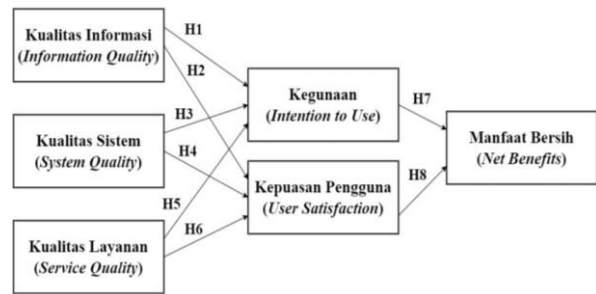 Kualitas Informasi
(Information Quality)
H1
H2
Kegunaan
(Intention to Use)
H7
Kualitas Sistem
(System Quality)
H3
H4
Manfaat Bersih
(Net Benefits)
Kepuasan Pengguna
(User Satisfaction)
H8
H5
H6
Kualitas Layanan
(Service Quality)